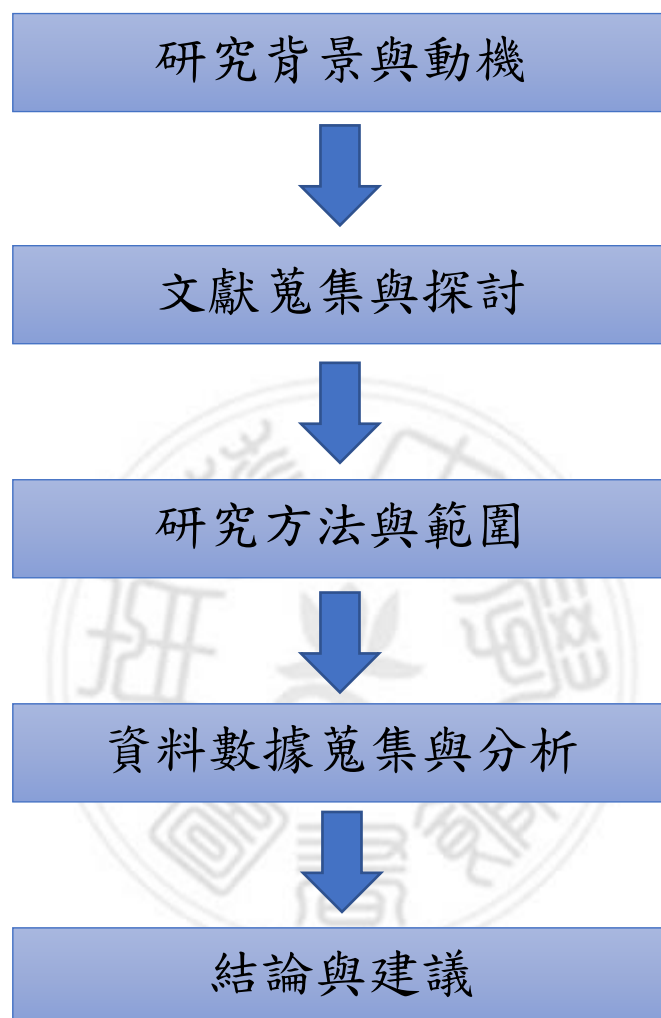 研究背景與動機
文獻蒐集與探討
研究方法與範圍
資料數據蒐集與分析
結論與建議